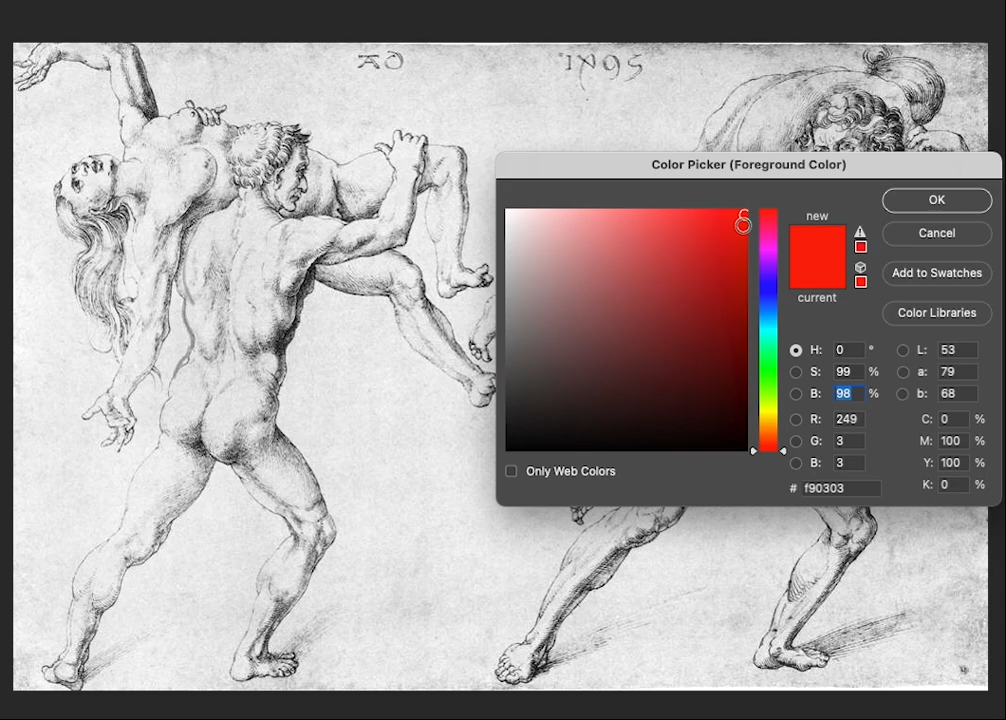 1495
Color Picker (Foreground Color)
new
current
OK
Cancel
Add to Swatches
Color Libraries
H: 0 °
S: 99 %
B: 98 %
R: 249
G: 3
B: 3
# f90303
L: 53
a: 79
b: 68
C: 0 %
M: 100 %
Y: 100 %
K: 0 %
Only Web Colors